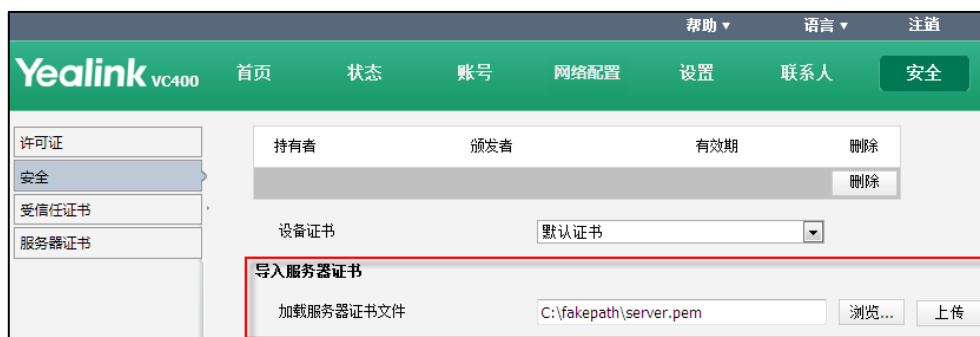 帮助 ▼ 语言 ▼ 注销
Yealink VC400 首页 状态 账号 网络配置 设置 联系人 安全
许可证
安全
受信任证书
服务器证书
持有者 颁发者 有效期 删除
删除
设备证书 默认证书
导入服务器证书
加载服务器证书文件 C:\fakepath\server.pem 浏览... 上传